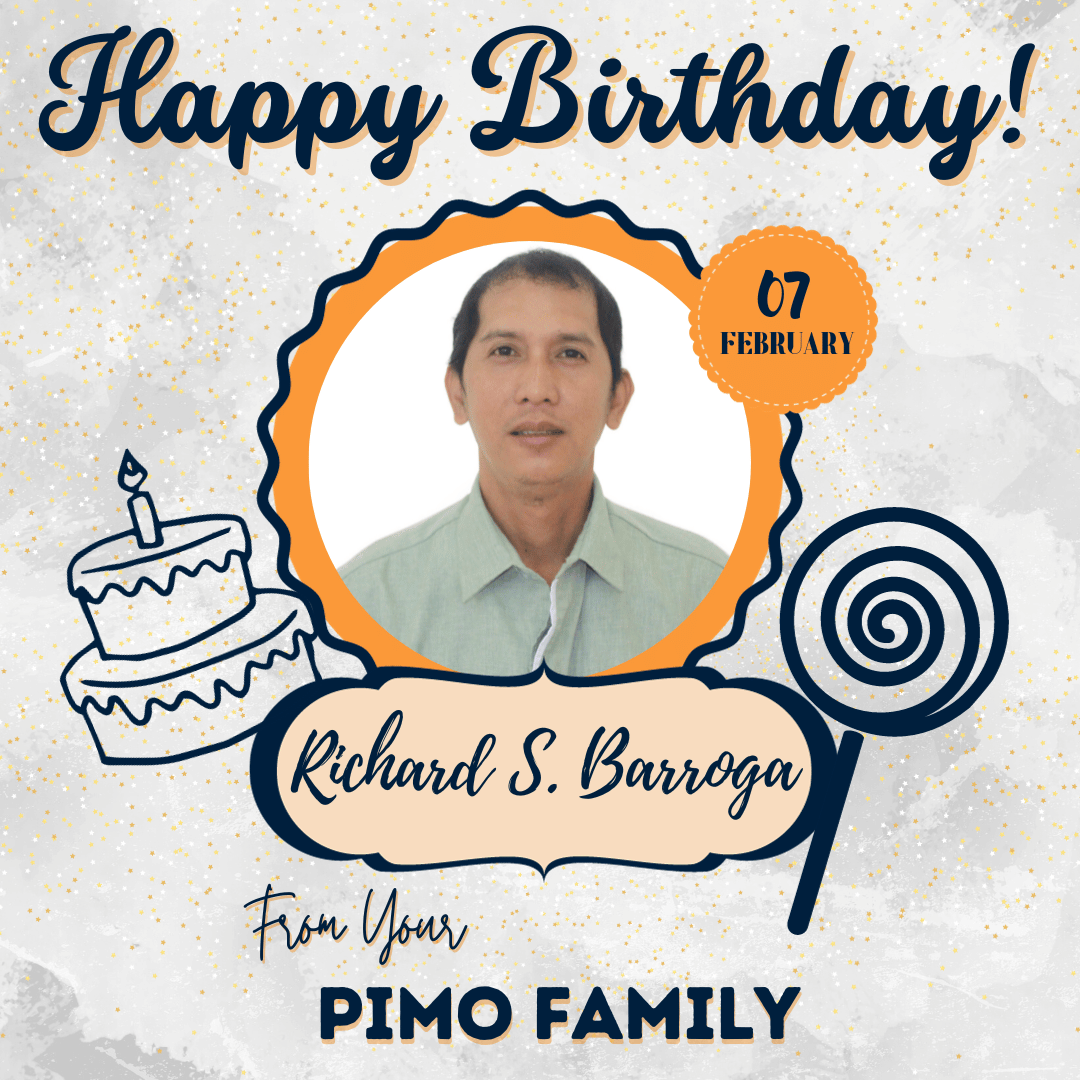 Happy Birthday!
07
FEBRUARY
Richard S. Barroga
From Your
PIMO FAMILY